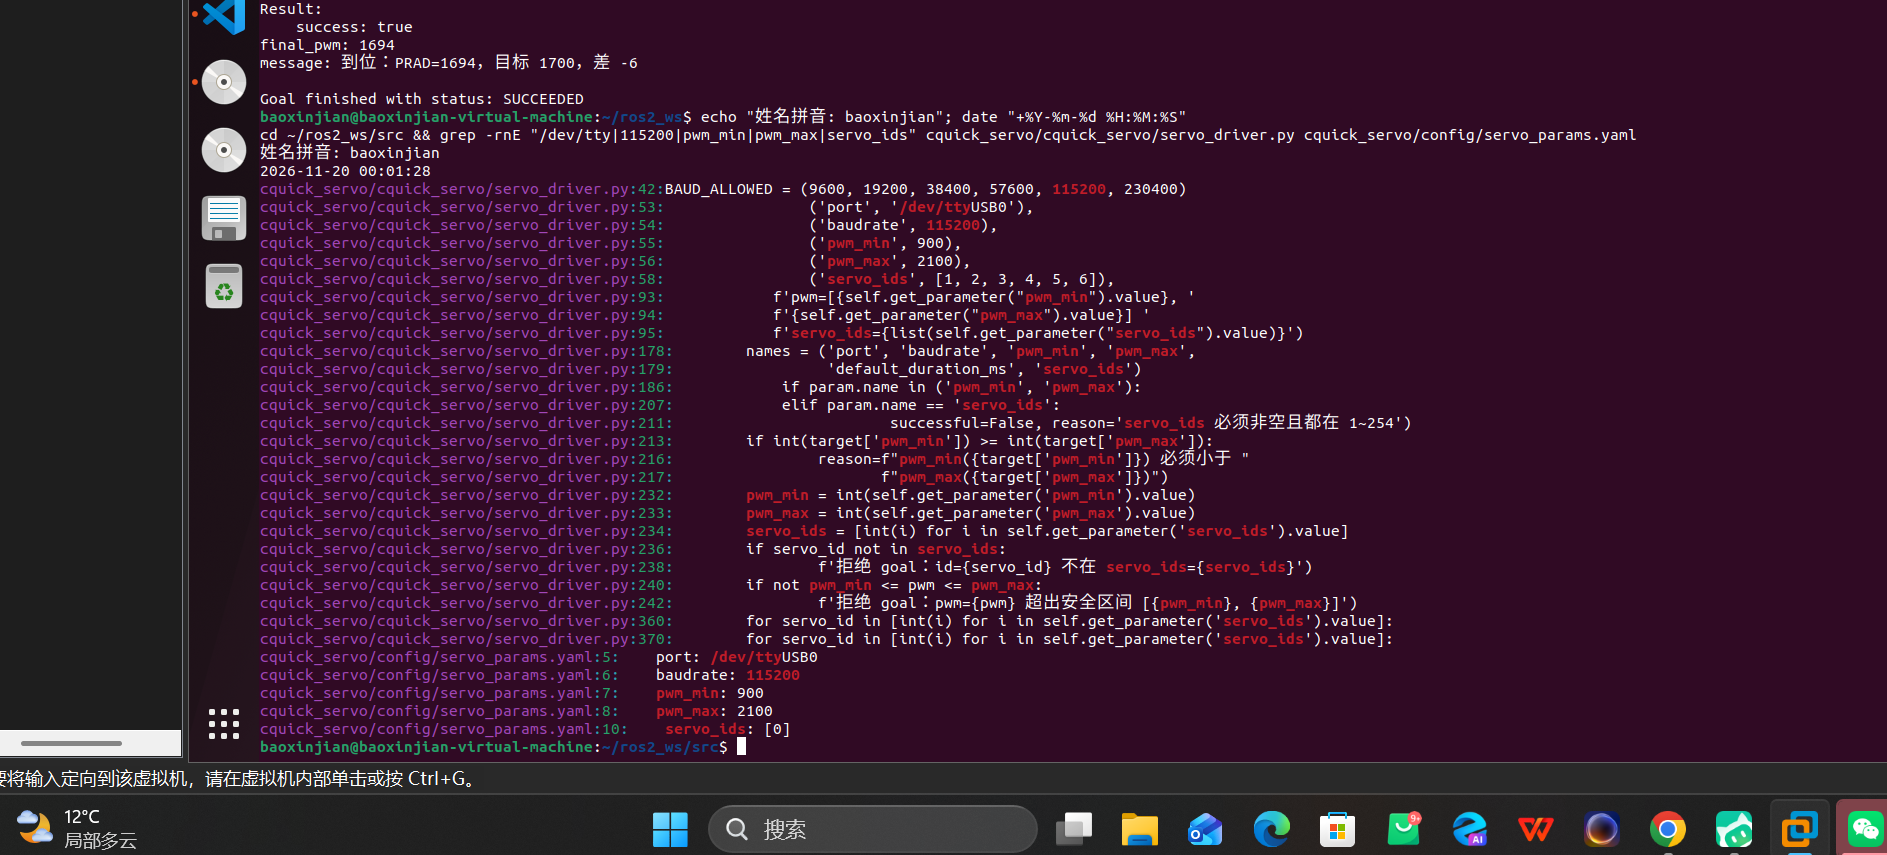 Result:
    success: true
final_pwm: 1694
message: 到位：PRAD=1694，目标 1700，差 -6
Goal finished with status: SUCCEEDED
baoxinjian@baoxinjian-virtual-machine:~/ros2_ws$ echo "姓名拼音: baoxinjian"; date "+%Y-%m-%d %H:%M:%S"
cd ~/ros2_ws/src && grep -rnE "/dev/tty|115200|pwm_min|pwm_max|servo_ids" cquick_servo/cquick_servo/servo_driver.py cquick_servo/config/servo_params.yaml
姓名拼音: baoxinjian
2026-11-20 00:01:28
cquick_servo/cquick_servo/servo_driver.py:42:BAUD_ALLOWED = (9600, 19200, 38400, 57600, 115200, 230400)
cquick_servo/cquick_servo/servo_driver.py:53:                ('port', '/dev/ttyUSB0'),
cquick_servo/cquick_servo/servo_driver.py:54:                ('baudrate', 115200),
cquick_servo/cquick_servo/servo_driver.py:55:                ('pwm_min', 900),
cquick_servo/cquick_servo/servo_driver.py:56:                ('pwm_max', 2100),
cquick_servo/cquick_servo/servo_driver.py:58:                ('servo_ids', [1, 2, 3, 4, 5, 6]),
cquick_servo/cquick_servo/servo_driver.py:93:            f'pwm=[{self.get_parameter("pwm_min").value}, '
cquick_servo/cquick_servo/servo_driver.py:94:            f'{self.get_parameter("pwm_max").value}] '
cquick_servo/cquick_servo/servo_driver.py:95:            f'servo_ids={list(self.get_parameter("servo_ids").value)}')
cquick_servo/cquick_servo/servo_driver.py:178:        names = ('port', 'baudrate', 'pwm_min', 'pwm_max',
cquick_servo/cquick_servo/servo_driver.py:179:                 'default_duration_ms', 'servo_ids')
cquick_servo/cquick_servo/servo_driver.py:186:            if param.name in ('pwm_min', 'pwm_max'):
cquick_servo/cquick_servo/servo_driver.py:207:            elif param.name == 'servo_ids':
cquick_servo/cquick_servo/servo_driver.py:211:                        successful=False, reason='servo_ids 必须非空且都在 1~254')
cquick_servo/cquick_servo/servo_driver.py:213:        if int(target['pwm_min']) >= int(target['pwm_max']):
cquick_servo/cquick_servo/servo_driver.py:216:                reason=f"pwm_min({target['pwm_min']}) 必须小于 "
cquick_servo/cquick_servo/servo_driver.py:217:                       f"pwm_max({target['pwm_max']})")
cquick_servo/cquick_servo/servo_driver.py:232:        pwm_min = int(self.get_parameter('pwm_min').value)
cquick_servo/cquick_servo/servo_driver.py:233:        pwm_max = int(self.get_parameter('pwm_max').value)
cquick_servo/cquick_servo/servo_driver.py:234:        servo_ids = [int(i) for i in self.get_parameter('servo_ids').value]
cquick_servo/cquick_servo/servo_driver.py:236:        if servo_id not in servo_ids:
cquick_servo/cquick_servo/servo_driver.py:238:                f'拒绝 goal：id={servo_id} 不在 servo_ids={servo_ids}')
cquick_servo/cquick_servo/servo_driver.py:240:        if not pwm_min <= pwm <= pwm_max:
cquick_servo/cquick_servo/servo_driver.py:242:                f'拒绝 goal：pwm={pwm} 超出安全区间 [{pwm_min}, {pwm_max}]')
cquick_servo/cquick_servo/servo_driver.py:360:        for servo_id in [int(i) for i in self.get_parameter('servo_ids').value]:
cquick_servo/cquick_servo/servo_driver.py:370:        for servo_id in [int(i) for i in self.get_parameter('servo_ids').value]:
cquick_servo/config/servo_params.yaml:5:    port: /dev/ttyUSB0
cquick_servo/config/servo_params.yaml:6:    baudrate: 115200
cquick_servo/config/servo_params.yaml:7:    pwm_min: 900
cquick_servo/config/servo_params.yaml:8:    pwm_max: 2100
cquick_servo/config/servo_params.yaml:10:    servo_ids: [0]
baoxinjian@baoxinjian-virtual-machine:~/ros2_ws/src$
要将输入定向到该虚拟机，请在虚拟机内部单击或按 Ctrl+G。
12°C
局部多云
搜索
9+
AI